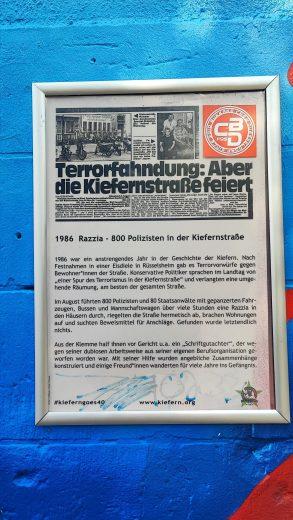 Terrorfahndung: Aber
die Kiefernstraße feiert
1986 Razzia - 800 Polizisten in der Kiefernstraße
1986 war ein anstrengendes Jahr in der Geschichte der Kiefern. Nach
Festnahmen in einer Eisdiele in Rüsselsheim gab es Terrorvorwürfe gegen
Bewohner*innen der Straße. Konservative Politiker sprachen im Landtag von
„einer Spur des Terrorismus in der Kiefernstraße" und verlangten eine umge-
hende Räumung, am besten der gesamten Straße.
Im August führten 800 Polizisten und 80 Staatsanwälte mit gepanzerten Fahr-
zeugen, Bussen und Mannschaftswagen über viele Stunden eine Razzia in
den Häusern durch, riegelten die Straße hermetisch ab, brachen Wohnungen
auf und suchten Beweismittel für Anschläge. Gefunden wurde letztendlich
nichts.
Aus der Klemme half ihnen vor Gericht u.a. ein „Schriftgutachter", der we-
gen seiner dubiosen Arbeitsweise aus seiner eigenen Berufsorganisation ge-
worfen worden war. Mit seiner Hilfe wurden angebliche Zusammenhänge
konstruiert und einige Freund*innen wanderten für viele Jahre ins Gefängnis.
#kieferngoes40 www.kiefern.org